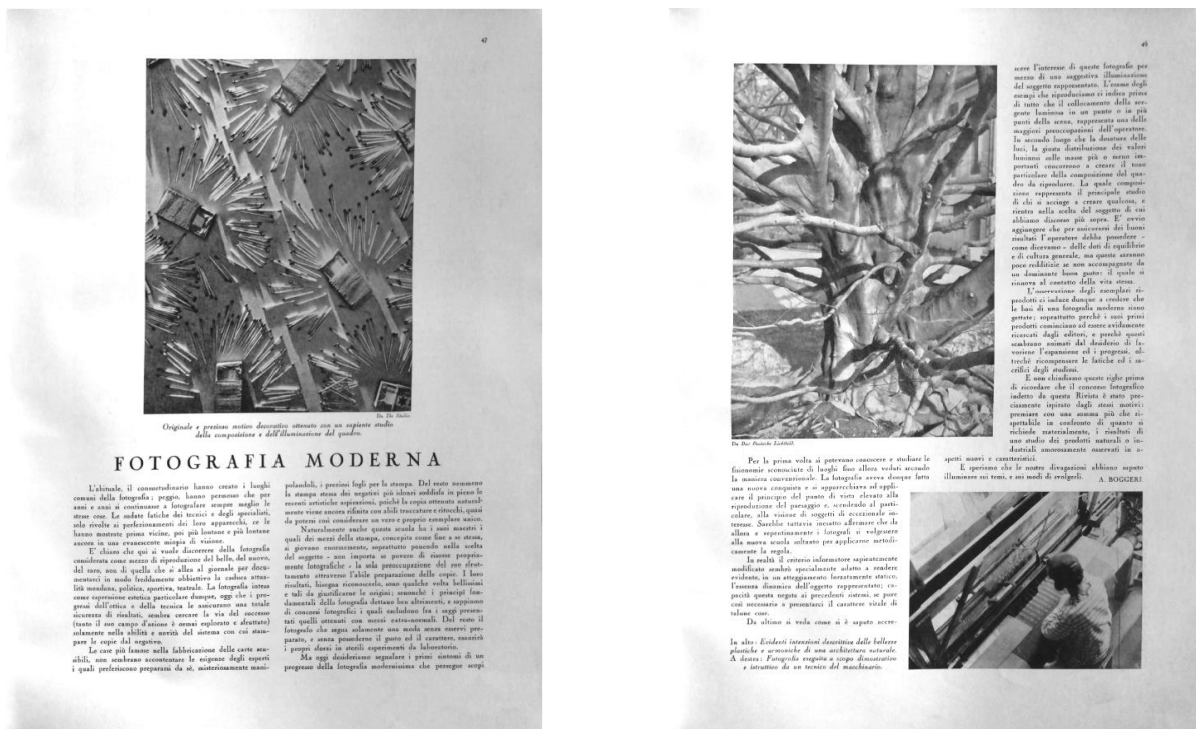 47
Da The Studio.
Originale e prezioso motivo decorativo ottenuto con un sapiente studio
della composizione e dell'illuminazione del quadro.
FOTOGRAFIA MODERNA
L'abituale, il consuetudinario hanno creato i luoghi
comuni della fotografia; peggio, hanno permesso che per
anni e anni si continuasse a fotografare sempre meglio le
stesse cose. Le sudate fatiche dei tecnici e degli specialisti,
solo rivolte ai perfezionamenti dei loro apparecchi, ce le
hanno mostrate prima vicine, poi più lontane e più lontane
ancora in una evanescente miopia di visione.
E' chiara che qui si vuole discorrere della fotografia
considerata come mezzo di riproduzione del bello, del nuovo,
del raro, non di quella che si allea al giornale per docu-
mentarci in modo freddamente obbiettivo la caduca attua-
lità mondana, politica, sportiva, teatrale. La fotografia intesa
come espressione estetica particolare dunque, oggi che i pro-
gressi dell'ottica e della tecnica le assicurano una totale
sicurezza di risultati, sembra cercare la via del successo
(tanto il suo campo d'azione è ormai esplorato e sfruttato)
solamente nella abilità e novità del sistema con cui stam-
pare le copie dal negativo.
Le case più famose nella fabbricazione delle carte sen-
sibili, non sembrano accontentare le esigenze degli esperti
i quali preferiscono prepararsi da sè, misteriosamente mani-
polandoli, i preziosi fogli per la stampa. Del resto nemmeno
la stampa stessa dei negativi più idonei soddisfa in pieno le
recenti artistiche aspirazioni, poichè la copia ottenuta natural-
mente viene ancora rifinita con abili traccature e ritocchi, quasi
da potersi così considerare un vero e proprio esemplare unico.
Naturalmente anche questa scuola ha i suoi maestri i
quali dei mezzi della stampa, concepita come fine a se stessa,
si giovano enormemente, soprattutto ponendo nella scelta
del soggetto - non importa se povero di risorse propria-
mente fotografiche - la sola preoccupazione del suo sfrut-
tamento attraverso l'abile preparazione delle copie. I loro
risultati, bisogna riconoscerlo, sono qualche volta bellissimi
e tali da giustificarne le origini; senonchè i principi fon-
damentali della fotografia dettano ben altrimenti, e sappiamo
di concorsi fotografici i quali escludono fra i saggi presen-
tati quelli ottenuti con mezzi extra-normali. Del resto il
fotografo che segua solamente una moda senza esservi pre-
parato, e senza possederne il gusto ed il carattere, esaurirà
i propri sforzi in sterili esperimenti da laboratorio.
Ma oggi desideriamo segnalare i primi sintomi di un
progresso della fotografia modernissima che persegue scopi
49
Da Das Deutsche Lichtbild.
Per la prima volta si potevano conoscere e studiare le
fisionomie sconosciute di luoghi fino allora veduti secondo
la maniera convenzionale. La fotografia aveva dunque fatta
una nuova conquista e si apparecchiava ad appli-
care il principio del punto di vista elevato alla
riproduzione del paesaggio e, scendendo al parti-
colare, alla visione di soggetti di eccezionale in-
teresse. Sarebbe tuttavia inesatto affermare che da
allora e repentinamente i fotografi si volgessero
alla nuova scuola soltanto per applicarne metodi-
camente la regola.
In realtà il criterio informatore sapientemente
modificato sembrò specialmente adatto a rendere
evidente, in un atteggiamento forzatamente statico,
l'essenza dinamica dell'oggetto rappresentato; ca-
pacità questa negata ai precedenti sistemi, se pure
così necessaria a presentarci il carattere vitale di
talune cose.
Da ultimo si veda come si è saputo accre-
In alto: Evidenti intenzioni descrittive delle bellezze
plastiche e armoniche di una architettura naturale.
A destra: Fotografia eseguita a scopo dimostrativo
e istruttivo da un tecnico del macchinario.
scere l'interesse di queste fotografie per
mezzo di una suggestiva illuminazione
del soggetto rappresentato. L'esame degli
esempi che riproduciamo ci indica prima
di tutto che il collocamento della sor-
gente luminosa in un punto o in più
punti della scena, rappresenta una delle
maggiori preoccupazioni dell'operatore.
In secondo luogo che la dosatura delle
luci, la giusta distribuzione dei valori
luminosi sulle masse più o meno im-
portanti concorrono a creare il tono
particolare della composizione del qua-
dro da riprodurre. La quale composi-
zione rappresenta il principale studio
di chi si accinge a creare qualcosa, e
rientra nella scelta del soggetto di cui
abbiamo discorso più sopra. E' ovvio
aggiungere che per assicurarsi dei buoni
risultati l'operatore debba possedere -
come dicevamo - delle doti di equilibrio
e di cultura generale, ma queste saranno
poco redditizie se non accompagnate da
un dominante buon gusto: il quale si
rinnova al contatto della vita stessa.
L'osservazione degli esemplari ri-
prodotti ci induce dunque a credere che
le basi di una fotografia moderna siano
gettate; soprattutto perchè i suoi primi
prodotti cominciano ad essere avidamente
ricercati dagli editori, e perchè questi
sembrano animati dal desiderio di fa-
vorirne l'espansione ed i progressi, ol-
trechè ricompensare le fatiche ed i sa-
crifici degli studiosi.
E non chiudiamo queste righe prima
di ricordare che il concorso fotografico
indetto da questa Rivista è stato pre-
cisamente ispirato dagli stessi motivi:
premiare con una somma più che ri-
spettabile in confronto di quanto si
richiede materialmente, i risultati di
uno studio dei prodotti naturali o in-
dustriali amorosamente osservati in a-
spetti nuovi e caratteristici.
E speriamo che le nostre divagazioni abbiano saputo
illuminare sui temi, e sui modi di svolgerli.
A. BOGGERI